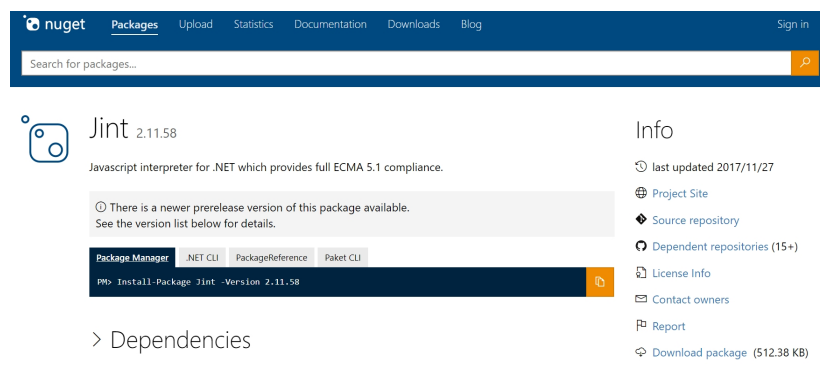 nuget Packages Upload Statistics Documentation Downloads Blog Sign in
Search for packages...
Jint 2.11.58
Javascript interpreter for .NET which provides full ECMA 5.1 compliance.
There is a newer prerelease version of this package available.
See the version list below for details.
Package Manager .NET CLI PackageReference Paket CLI
PM> Install-Package Jint -Version 2.11.58
Dependencies
Info
last updated 2017/11/27
Project Site
Source repository
Dependent repositories (15+)
License Info
Contact owners
Report
Download package (512.38 KB)